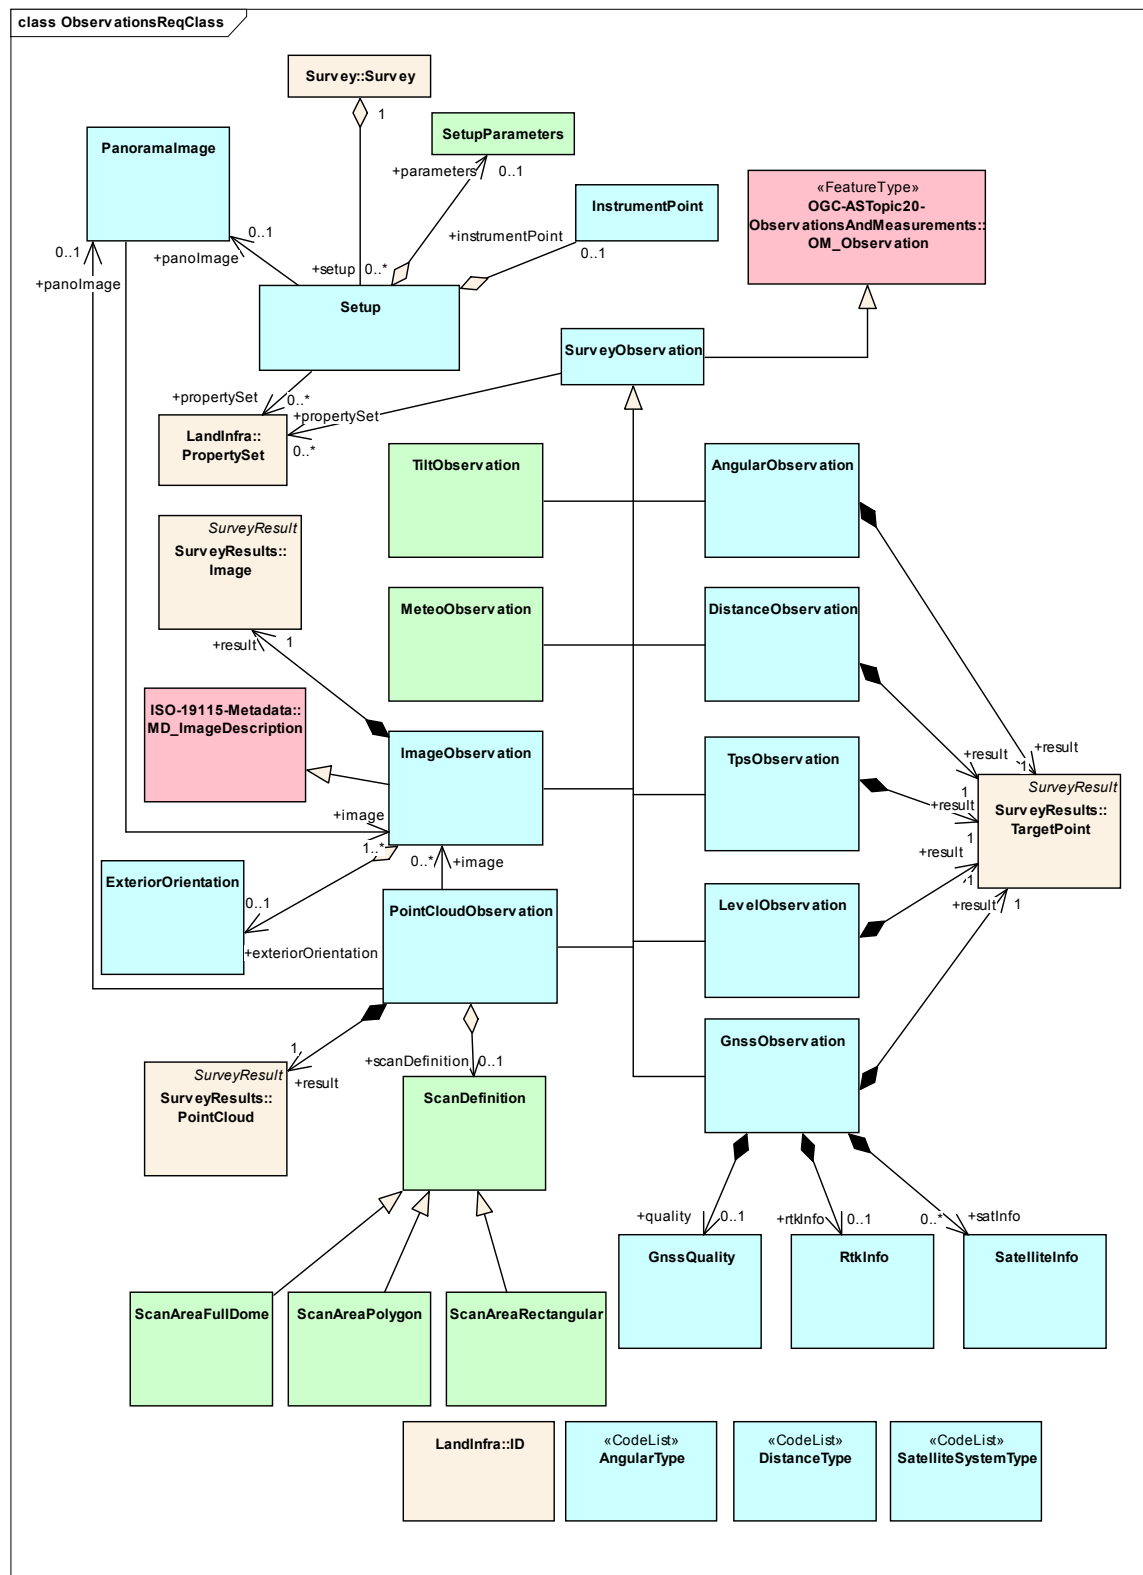 class ObservationsReqClass
Survey::Survey
1
SetupParameters
+parameters
0..1
PanoramaImage
InstrumentPoint
+instrumentPoint
0..1
«FeatureType»
OGC-ASTopic20-
ObservationsAndMeasurements::
OM_Observation
0..1
+panoImage
0..1
+panoImage
+setup
0..*
Setup
SurveyObservation
+propertySet
0..*
+propertySet
0..*
LandInfra::
PropertySet
TiltObservation
AngularObservation
SurveyResult
SurveyResults::
Image
+result
1
MeteoObservation
DistanceObservation
ISO-19115-Metadata::
MD_ImageDescription
ImageObservation
TpsObservation
+result
1
+result
1
+result
1
SurveyResult
SurveyResults::
TargetPoint
+image
1..*
0..*
+image
+result
1
+result
1
ExteriorOrientation
0..1
+exteriorOrientation
PointCloudObservation
LevelObservation
GnssObservation
1
+result
SurveyResult
SurveyResults::
PointCloud
+scanDefinition
0..1
ScanDefinition
+quality
0..1
+rtkInfo
0..1
0..*
+satInfo
GnssQuality
RtkInfo
SatelliteInfo
ScanAreaFullDome
ScanAreaPolygon
ScanAreaRectangular
LandInfra::ID
«CodeList»
AngularType
«CodeList»
DistanceType
«CodeList»
SatelliteSystemType